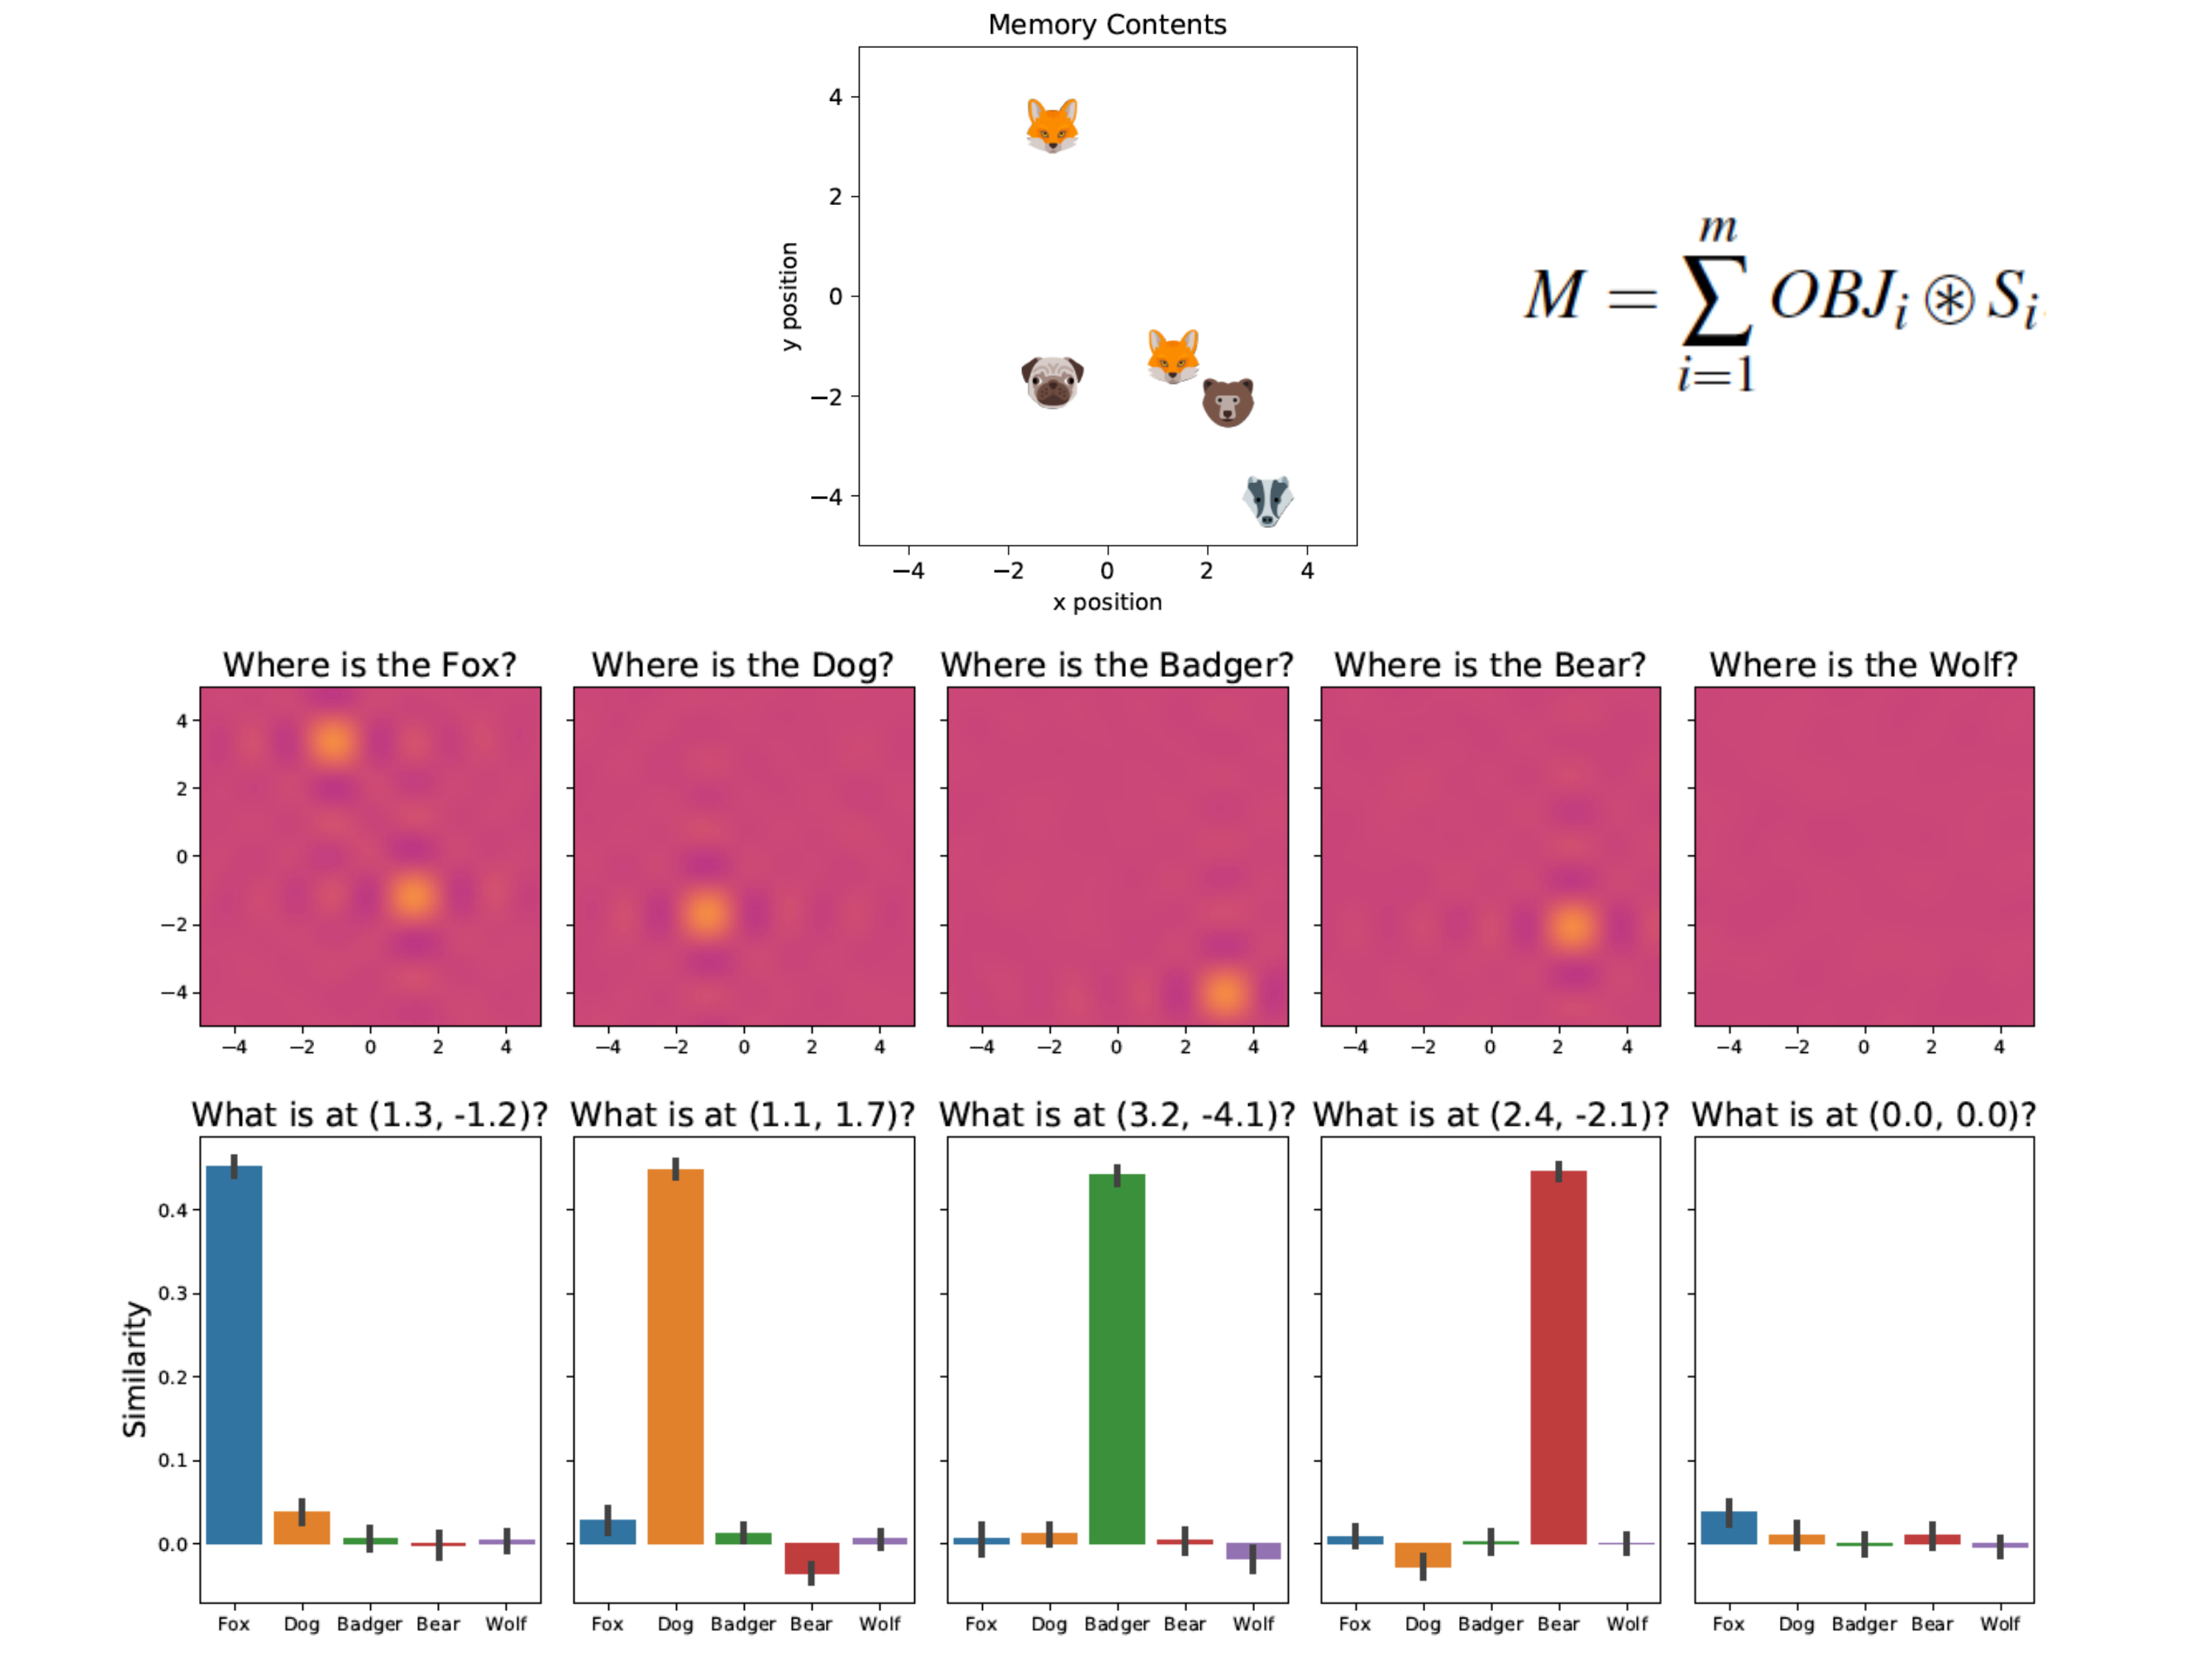 Memory Contents
4
2
0
−2
−4
y position
−4 −2 0 2 4
x position
M = \sum_{i=1}^{m} OBJ_i ⊛ S_i
Where is the Fox? Where is the Dog? Where is the Badger? Where is the Bear? Where is the Wolf?
4
2
0
−2
−4
−4 −2 0 2 4 −4 −2 0 2 4 −4 −2 0 2 4 −4 −2 0 2 4 −4 −2 0 2 4
What is at (1.3, -1.2)? What is at (1.1, 1.7)? What is at (3.2, -4.1)? What is at (2.4, -2.1)? What is at (0.0, 0.0)?
0.4
0.3
0.2
0.1
0.0
Similarity
Fox Dog Badger Bear Wolf Fox Dog Badger Bear Wolf Fox Dog Badger Bear Wolf Fox Dog Badger Bear Wolf Fox Dog Badger Bear Wolf